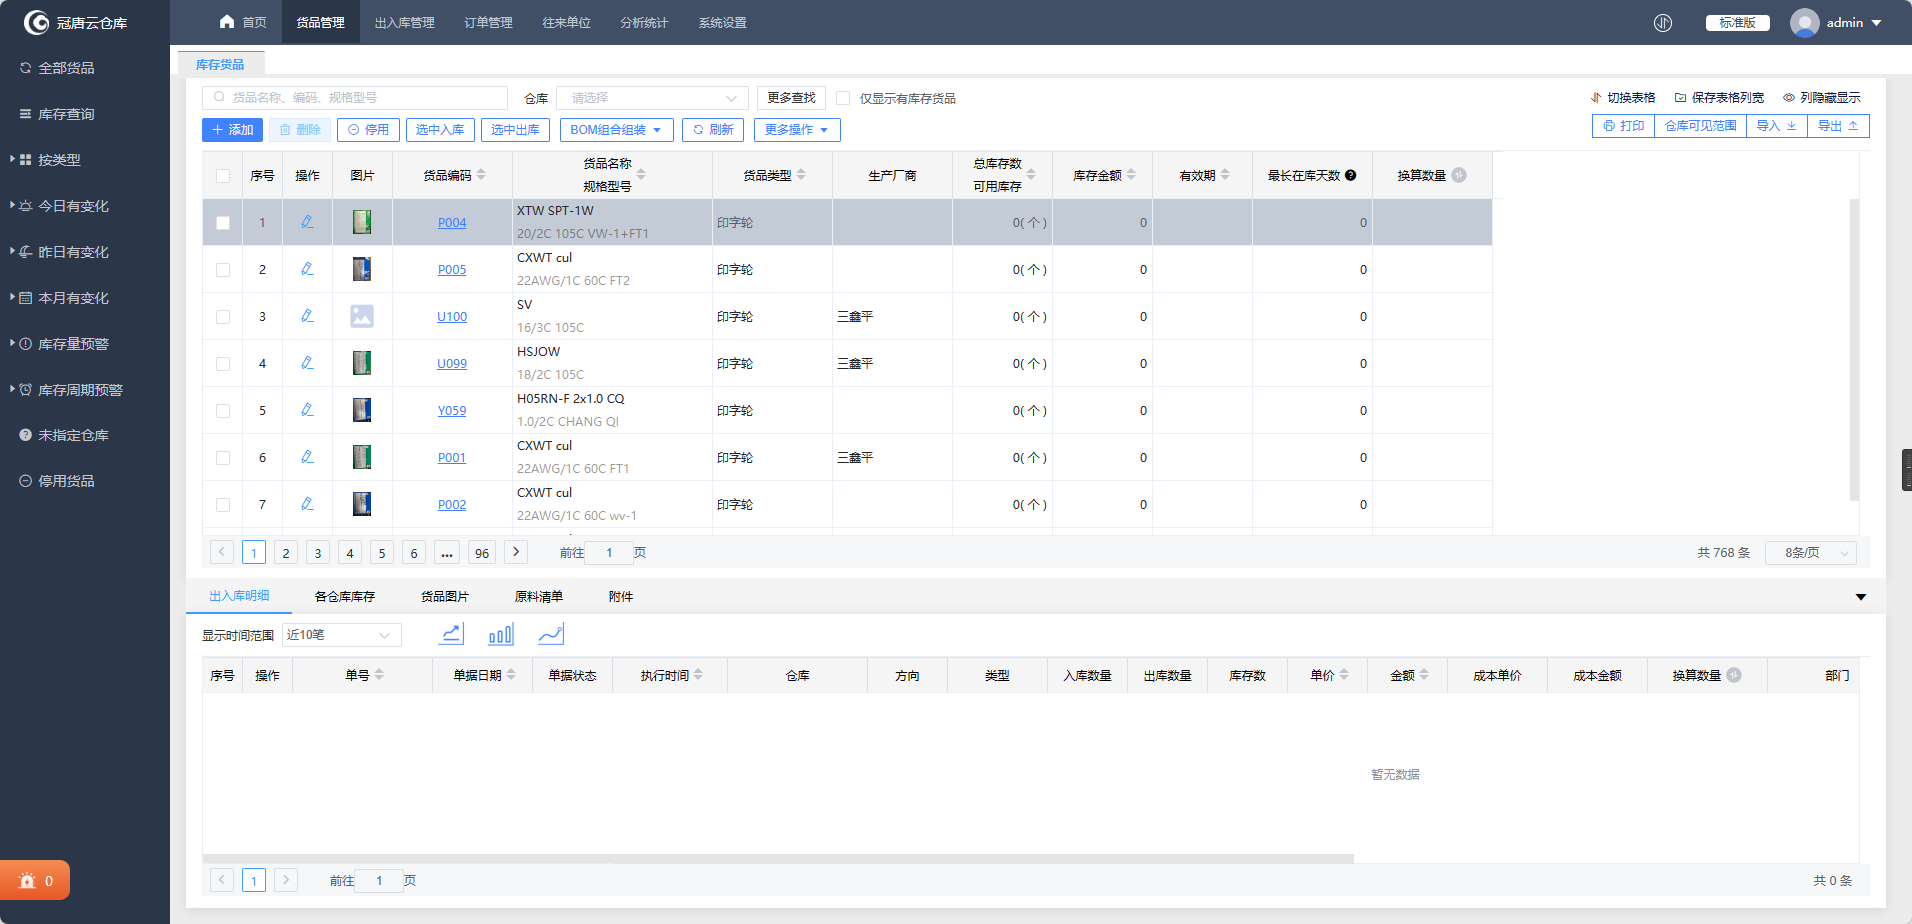 冠唐云仓库
首页 货品管理 出入库管理 订单管理 往来单位 分析统计 系统设置
标准版 admin
全部货品
库存查询
按类型
今日有变化
昨日有变化
本月有变化
库存量预警
库存周期预警
未指定仓库
停用货品
0
库存货品
货品名称、编码、规格型号 仓库 请选择 更多查找 仅显示有库存货品 切换表格 保存表格列宽 列隐藏显示
添加 删除 停用 选中入库 选中出库 BOM组合组装 刷新 更多操作 打印 仓库可见范围 导入 导出
序号 操作 图片 货品编码 货品名称 规格型号 货品类型 生产厂商 总库存数 可用库存 库存金额 有效期 最长在库天数 换算数量
1 P004 XTW SPT-1W 印字轮 0( 个 ) 0 0
20/2C 105C VW-1+FT1
2 P005 CXWT cul 印字轮 0( 个 ) 0 0
22AWG/1C 60C FT2
3 U100 SV 印字轮 三鑫平 0( 个 ) 0 0
16/3C 105C
4 U099 HSJOW 印字轮 三鑫平 0( 个 ) 0 0
18/2C 105C
5 Y059 H05RN-F 2x1.0 CQ 印字轮 0( 个 ) 0 0
1.0/2C CHANG QI
6 P001 CXWT cul 印字轮 三鑫平 0( 个 ) 0 0
22AWG/1C 60C FT1
7 P002 CXWT cul 印字轮 0( 个 ) 0 0
22AWG/1C 60C wv-1
1 2 3 4 5 6 ... 96 前往 1 页 共 768 条 8条/页
出入库明细 各仓库库存 货品图片 原料清单 附件
显示时间范围 近10笔
序号 操作 单号 单据日期 单据状态 执行时间 仓库 方向 类型 入库数量 出库数量 库存数 单价 金额 成本单价 成本金额 换算数量 部门
暂无数据
1 前往 1 页 共 0 条